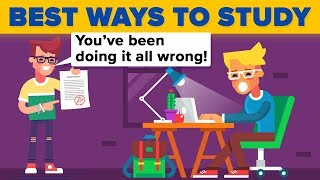 BEST WAYS TO STUDY
You've been
doing it all wrong!